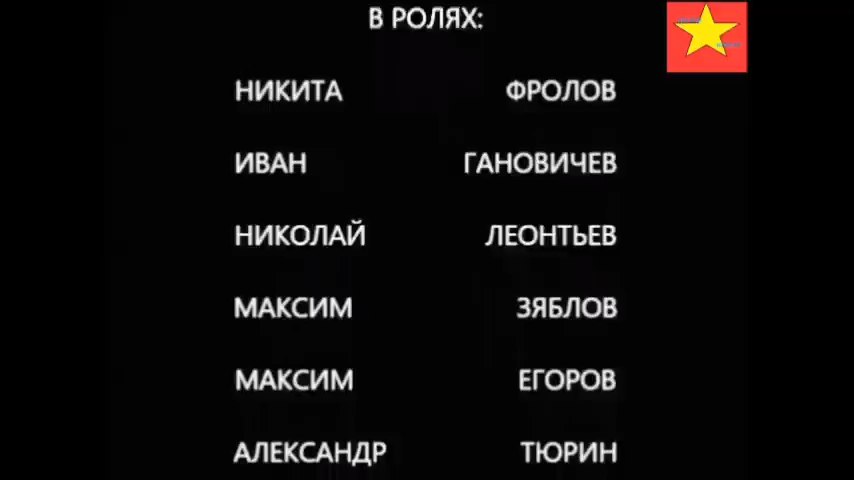 В РОЛЯХ:
НИКИТА ФРОЛОВ
ИВАН ГАНОВИЧЕВ
НИКОЛАЙ ЛЕОНТЬЕВ
МАКСИМ ЗЯБЛОВ
МАКСИМ ЕГОРОВ
АЛЕКСАНДР ТЮРИН